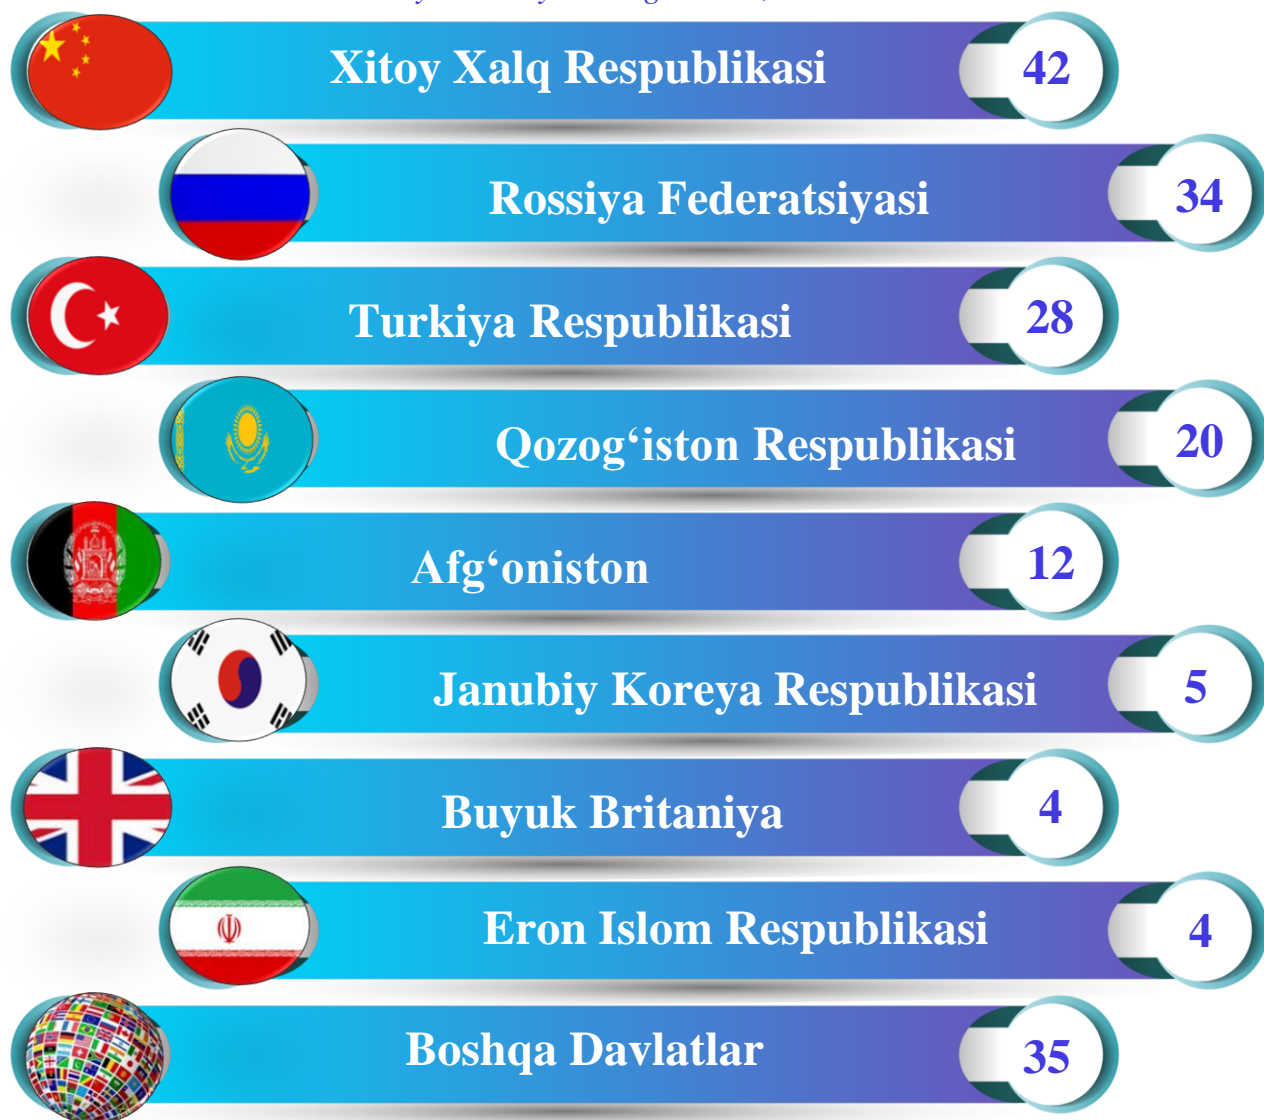 Xitoy Xalq Respublikasi 42
Rossiya Federatsiyasi 34
Turkiya Respublikasi 28
Qozog‘iston Respublikasi 20
Afg‘oniston 12
Janubiy Koreya Respublikasi 5
Buyuk Britaniya 4
Eron Islom Respublikasi 4
Boshqa Davlatlar 35